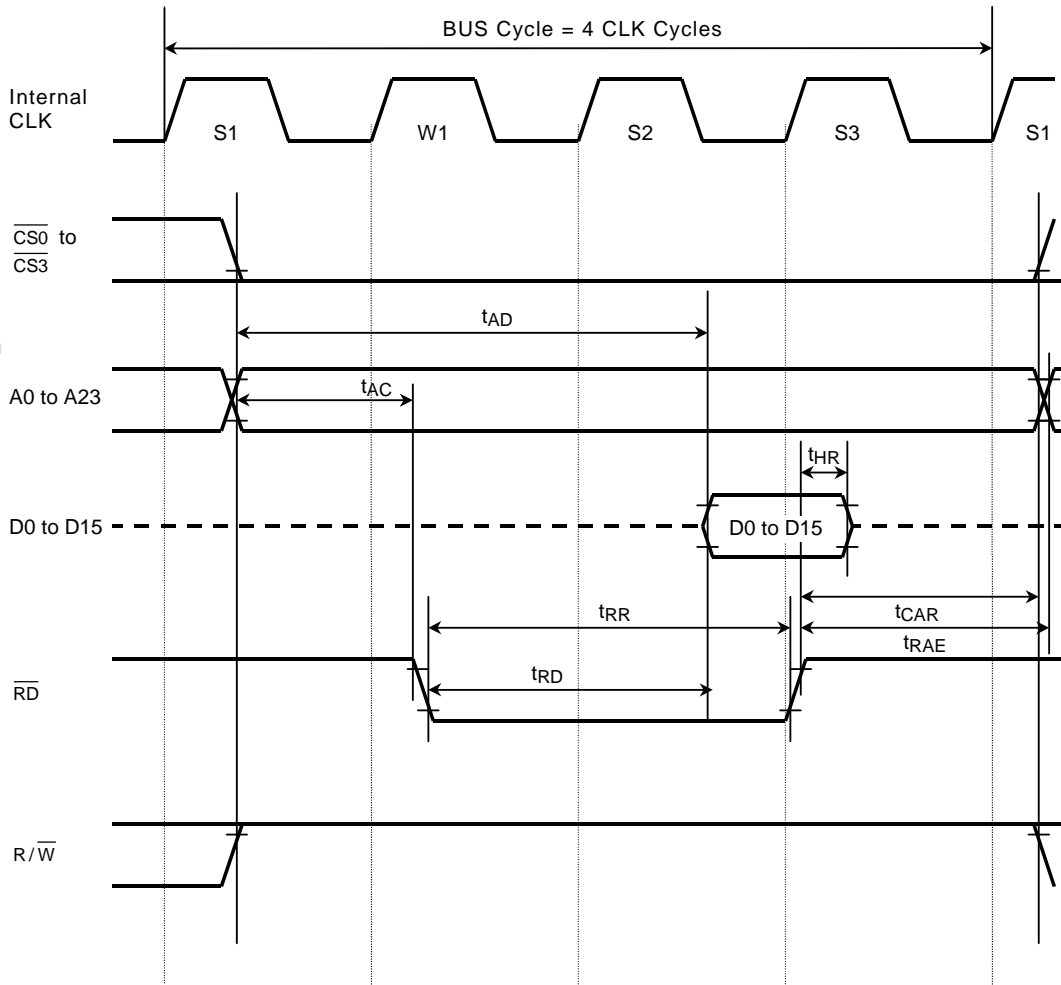 BUS Cycle = 4 CLK Cycles
Internal
CLK
S1
W1
S2
S3
S1
CS0 to
CS3
tAD
A0 to A23
tAC
tHR
D0 to D15
D0 to D15
tRR
tCAR
tRAE
RD
tRD
R/W